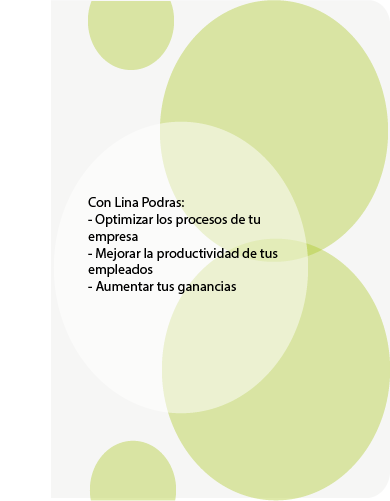 Con Lina Podras:
- Optimizar los procesos de tu
empresa
- Mejorar la productividad de tus
empleados
- Aumentar tus ganancias